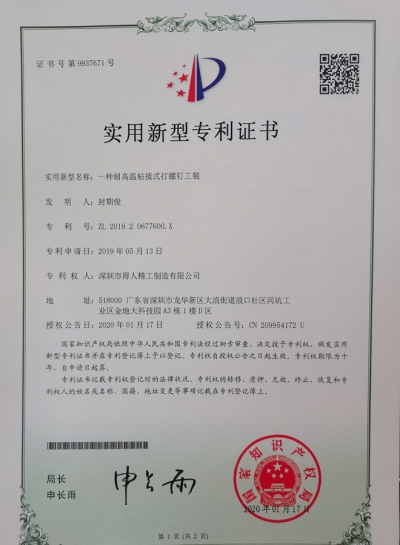 证书号第9937671号
实用新型专利证书
实用新型名称：一种耐高温粘接式打螺钉工装
发明人：封期俊
专利号：ZL 2019 2 0677600.X
专利申请日：2019年05月13日
专利权人：深圳市得人精工制造有限公司
地址：518000 广东省深圳市龙华新区大浪街道浪口社区河坑工
业区金地大科技园A3栋1楼D区
授权公告日：2020年01月17日 授权公告号：CN 209954172 U
国家知识产权局依照中华人民共和国专利法经过初步审查，决定授予专利权，颁发实用
新型专利证书并在专利登记簿上予以登记。专利权自授权公告之日起生效。专利权期限为十
年，自申请日起算。
专利证书记载专利权登记时的法律状况。专利权的转移、质押、无效、终止、恢复和专
利权人的姓名或名称、国籍、地址变更等事项记载在专利登记簿上。
局长
申长雨
申长雨
国家知识产权局
2020年01月17日
第1页（共2页）